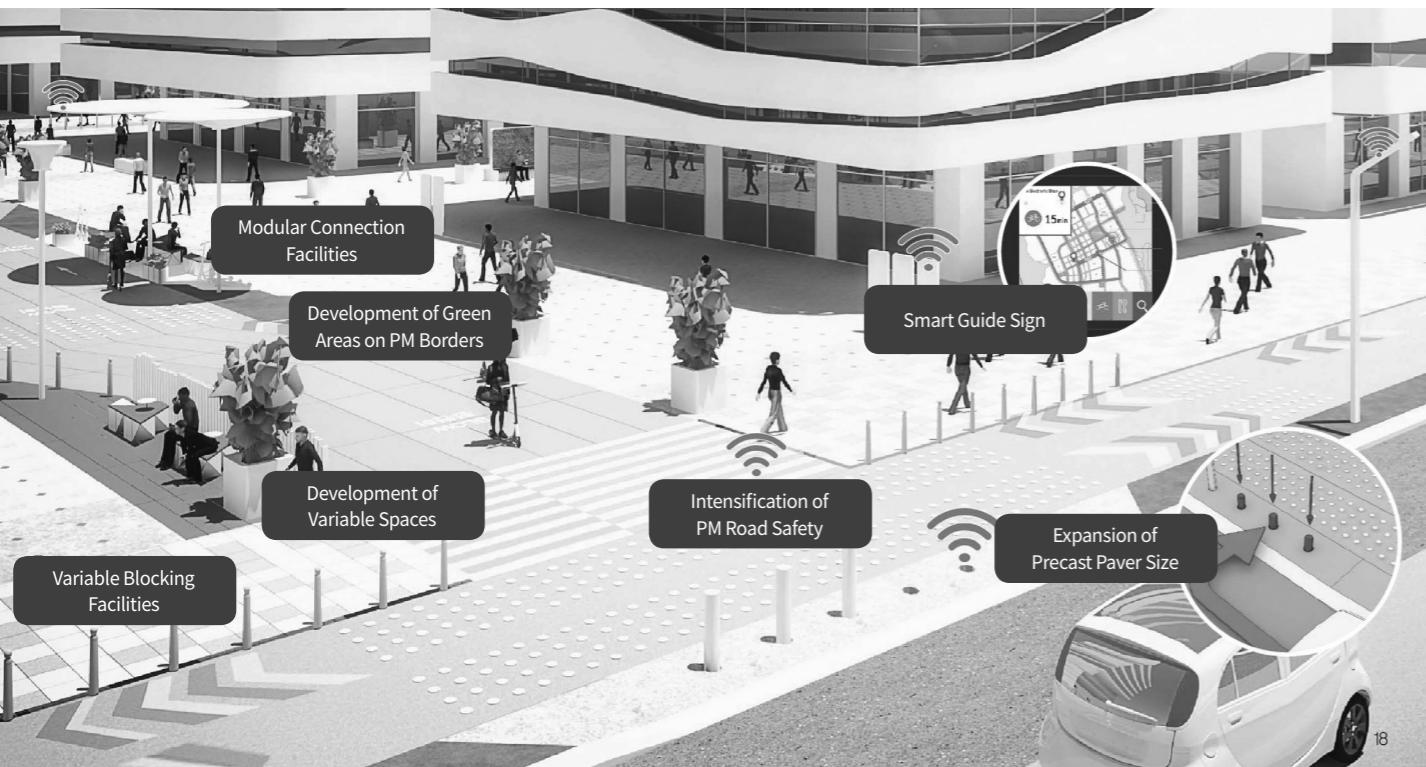 Modular Connection
Facilities
Development of Green
Areas on PM Borders
15min
Smart Guide Sign
Development of
Variable Spaces
Intensification of
PM Road Safety
Expansion of
Precast Paver Size
Variable Blocking
Facilities
18